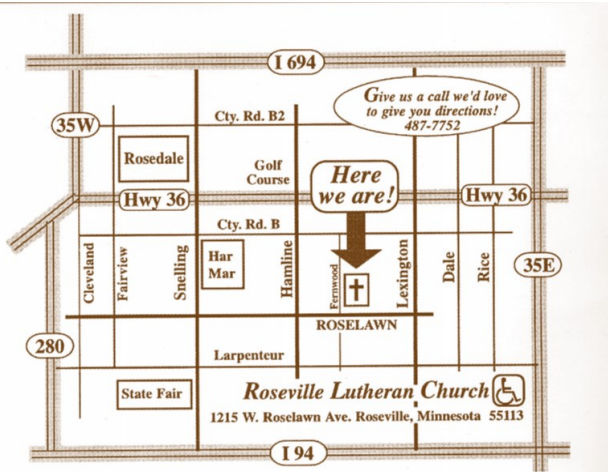 I 694
Give us a call we'd love
to give you directions!
487-7752
35W
Cty. Rd. B2
Rosedale
Golf
Course
Here
we are!
Hwy 36
Hwy 36
Cty. Rd. B
Cleveland
Fairview
Snelling
Har
Mar
Hamline
Fernwood
Lexington
Dale
Rice
35E
ROSELAWN
280
Larpenteur
State Fair
Roseville Lutheran Church
1215 W. Roselawn Ave. Roseville, Minnesota 55113
I 94